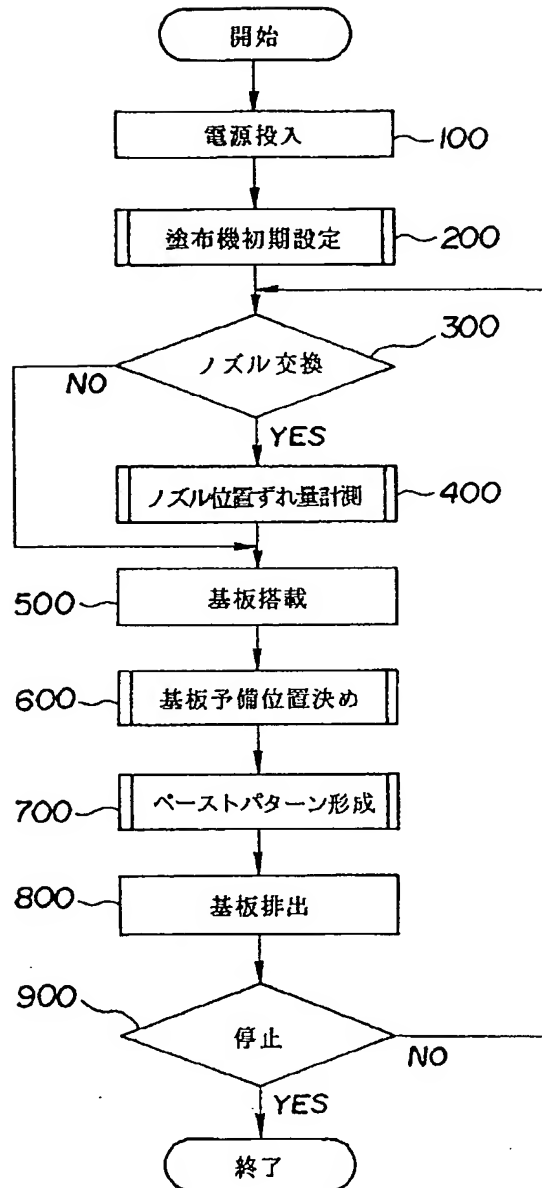 開始
電源投入
100
塗布機初期設定
200
300
ノズル交換
NO
YES
ノズル位置ずれ量計測
400
基板搭載
500
基板予備位置決め
600
ペーストパターン形成
700
基板排出
800
900
停止
NO
YES
終了